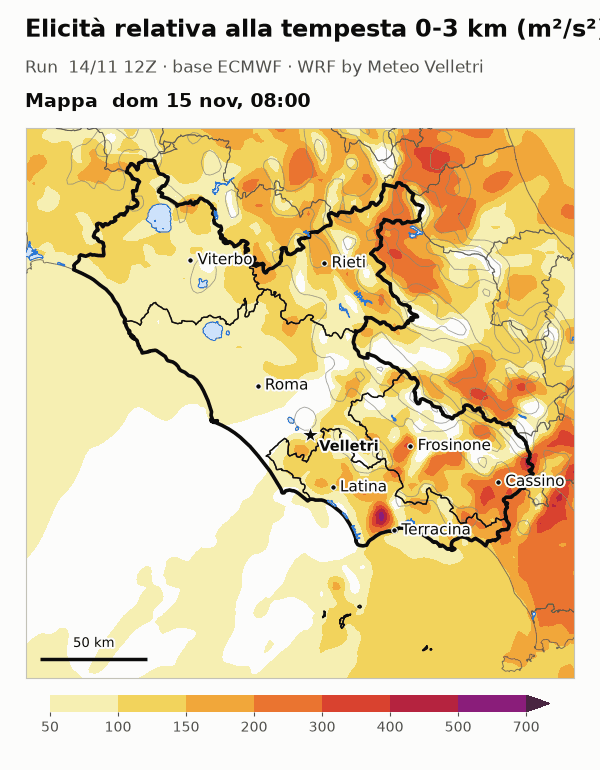 Elicità relativa alla tempesta 0-3 km (m²/s²)
Run  14/11 12Z · base ECMWF · WRF by Meteo Velletri
Mappa  dom 15 nov, 08:00
Viterbo
Rieti
Roma
Velletri
Frosinone
Cassino
Latina
Terracina
50 km
50 100 150 200 300 400 500 700